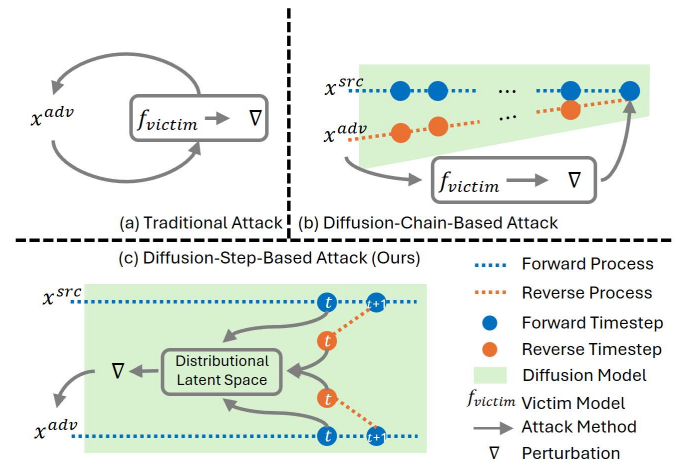 x^adv
f_victim → ∇
(a) Traditional Attack
x^src
...
...
x^adv
f_victim → ∇
(b) Diffusion-Chain-Based Attack
(c) Diffusion-Step-Based Attack (Ours)
x^src
t
t+1
t
Distributional
Latent Space
∇
t
x^adv
t
t+1
Forward Process
Reverse Process
Forward Timestep
Reverse Timestep
Diffusion Model
f_victim Victim Model
Attack Method
∇ Perturbation